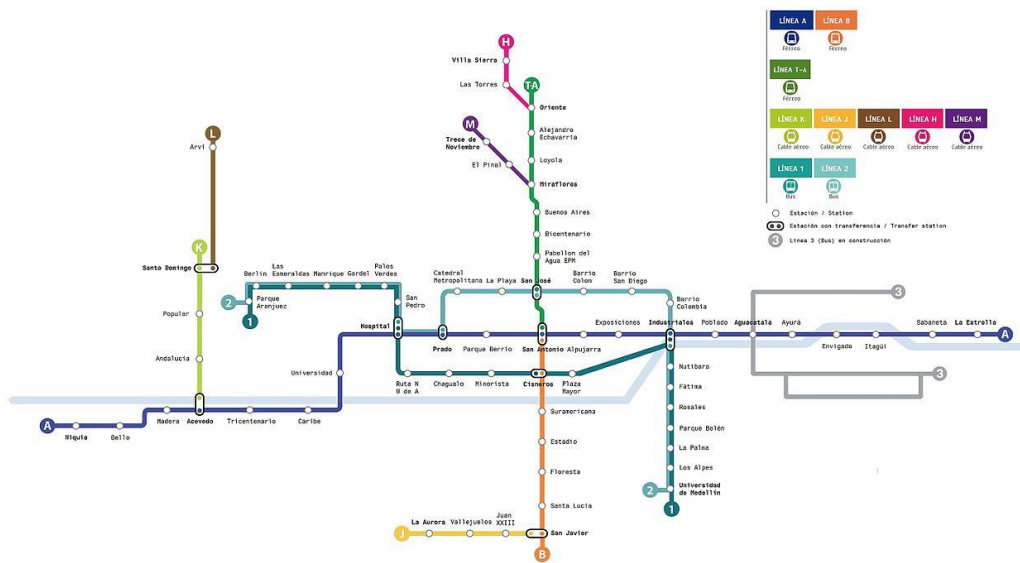 H
Villa Sierra
Las Torres
T-A
Oriente
Alejandro
Echavarría
Loyola
Miraflores
M
Trece de
Noviembre
El Pinal
Buenos Aires
Bicentenario
Pabellon del
Agua EPM
L
Arví
K
Santo Domingo
Popular
Andalucía
2
Parque
Aranjuez
1
Berlin
Las
Esmeraldas
Manrique
Gardel
Palos
Verdes
San
Pedro
Hospital
Catedral
Metropolitana
La Playa
San José
Barrio
Colon
Barrio
San Diego
Barrio
Colombia
A
Niquía
Bello
Madera
Acevedo
Tricentenario
Caribe
Universidad
Prado
Parque Berrio
San Antonio
Alpujarra
Exposiciones
Industriales
Poblado
Aguacatala
Ayurá
Envigado
Itagüí
Sabaneta
La Estrella
A
3
3
Ruta N
U de A
Chagualo
Minorista
Cisneros
Plaza
Mayor
Nutibara
Fátima
Rosales
Parque Belén
La Palma
Los Alpes
2
Universidad
de Medellín
1
Suramericana
Estadio
Floresta
Santa Lucía
J
La Aurora
Vallejuelos
Juan
XXIII
San Javier
B
LÍNEA A
LÍNEA B
Férreo
Férreo
LÍNEA T-A
Férreo
LÍNEA K
LÍNEA J
LÍNEA L
LÍNEA H
LÍNEA M
Cable aéreo
Cable aéreo
Cable aéreo
Cable aéreo
Cable aéreo
LÍNEA 1
LÍNEA 2
Bus
Bus
Estación / Station
Estación con transferencia / Transfer station
3
Línea 3 (Bus) en construcción